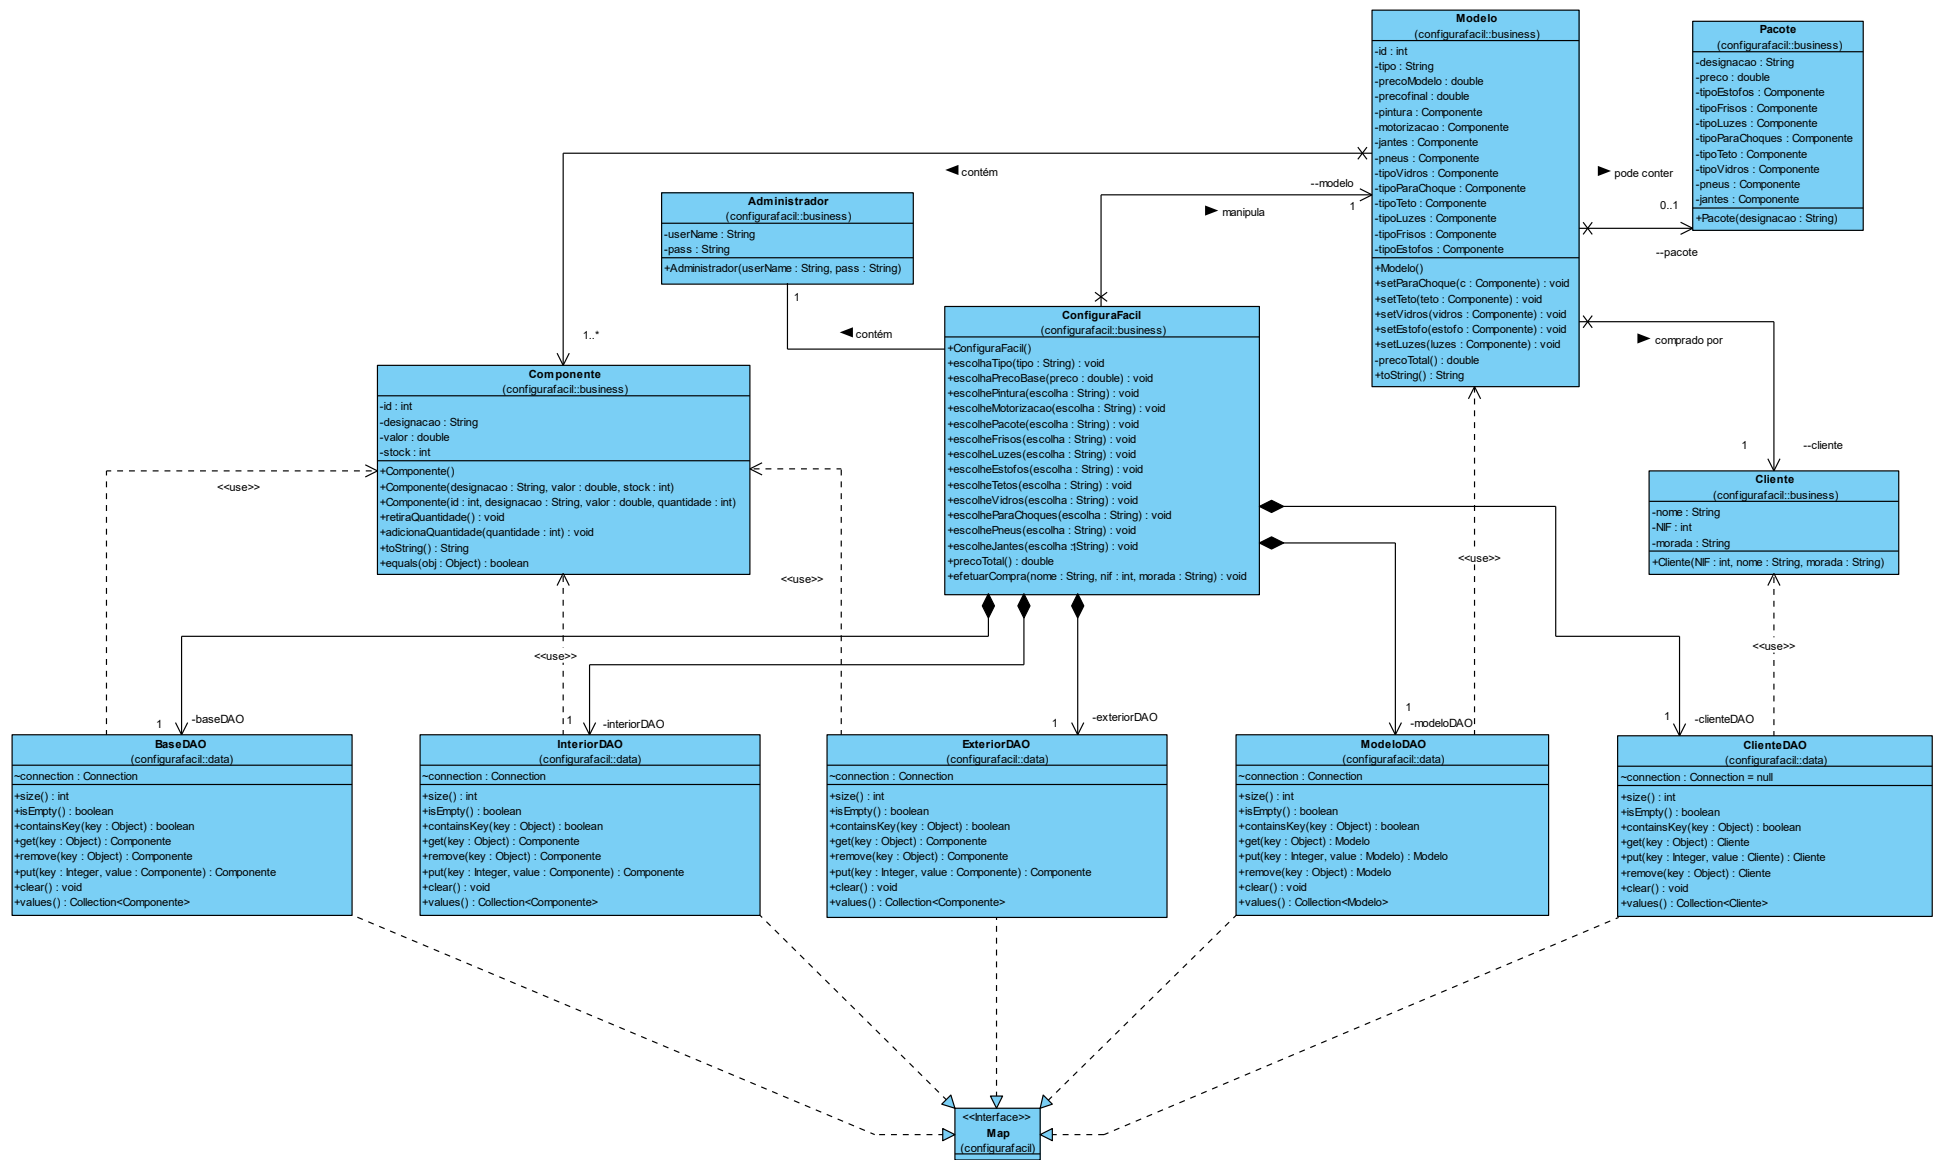 Modelo
(configurafacil::business)
-id : int
-tipo : String
-precoModelo : double
-precofinal : double
-pintura : Componente
-motorizacao : Componente
-jantes : Componente
-pneus : Componente
-tipoVidros : Componente
-tipoParaChoque : Componente
-tipoTeto : Componente
-tipoLuzes : Componente
-tipoFrisos : Componente
-tipoEstofos : Componente
+Modelo()
+setParaChoque(c : Componente) : void
+setTeto(teto : Componente) : void
+setVidros(vidros : Componente) : void
+setEstofo(estofo : Componente) : void
+setLuzes(luzes : Componente) : void
-precoTotal() : double
+toString() : String
Pacote
(configurafacil::business)
-designacao : String
-preco : double
-tipoEstofos : Componente
-tipoFrisos : Componente
-tipoLuzes : Componente
-tipoParaChoques : Componente
-tipoTeto : Componente
-tipoVidros : Componente
-pneus : Componente
-jantes : Componente
+Pacote(designacao : String)
pode conter
0..1
--pacote
contém
--modelo
1
manipula
Administrador
(configurafacil::business)
-userName : String
-pass : String
+Administrador(userName : String, pass : String)
1
contém
1..*
comprado por
1
--cliente
ConfiguraFacil
(configurafacil::business)
+ConfiguraFacil()
+escolhaTipo(tipo : String) : void
+escolhaPrecoBase(preco : double) : void
+escolhePintura(escolha : String) : void
+escolheMotorizacao(escolha : String) : void
+escolhePacote(escolha : String) : void
+escolheFrisos(escolha : String) : void
+escolheLuzes(escolha : String) : void
+escolheEstofos(escolha : String) : void
+escolheTetos(escolha : String) : void
+escolheVidros(escolha : String) : void
+escolheParaChoques(escolha : String) : void
+escolhePneus(escolha : String) : void
+escolheJantes(escolha : String) : void
1
+precoTotal() : double
+efetuarCompra(nome : String, nif : int, morada : String) : void
Componente
(configurafacil::business)
-id : int
-designacao : String
-valor : double
-stock : int
+Componente()
+Componente(designacao : String, valor : double, stock : int)
+Componente(id : int, designacao : String, valor : double, quantidade : int)
+retiraQuantidade() : void
+adicionaQuantidade(quantidade : int) : void
+toString() : String
+equals(obj : Object) : boolean
Cliente
(configurafacil::business)
-nome : String
-NIF : int
-morada : String
+Cliente(NIF : int, nome : String, morada : String)
<<use>>
<<use>>
<<use>>
<<use>>
<<use>>
1
-baseDAO
1
-interiorDAO
1
-exteriorDAO
1
-modeloDAO
1
-clienteDAO
BaseDAO
(configurafacil::data)
~connection : Connection
+size() : int
+isEmpty() : boolean
+containsKey(key : Object) : boolean
+get(key : Object) : Componente
+remove(key : Object) : Componente
+put(key : Integer, value : Componente) : Componente
+clear() : void
+values() : Collection<Componente>
InteriorDAO
(configurafacil::data)
~connection : Connection
+size() : int
+isEmpty() : boolean
+containsKey(key : Object) : boolean
+get(key : Object) : Componente
+remove(key : Object) : Componente
+put(key : Integer, value : Componente) : Componente
+clear() : void
+values() : Collection<Componente>
ExteriorDAO
(configurafacil::data)
~connection : Connection
+size() : int
+isEmpty() : boolean
+containsKey(key : Object) : boolean
+get(key : Object) : Componente
+remove(key : Object) : Componente
+put(key : Integer, value : Componente) : Componente
+clear() : void
+values() : Collection<Componente>
ModeloDAO
(configurafacil::data)
~connection : Connection
+size() : int
+isEmpty() : boolean
+containsKey(key : Object) : boolean
+get(key : Object) : Modelo
+put(key : Integer, value : Modelo) : Modelo
+remove(key : Object) : Modelo
+clear() : void
+values() : Collection<Modelo>
ClienteDAO
(configurafacil::data)
~connection : Connection = null
+size() : int
+isEmpty() : boolean
+containsKey(key : Object) : boolean
+get(key : Object) : Cliente
+put(key : Integer, value : Cliente) : Cliente
+remove(key : Object) : Cliente
+clear() : void
+values() : Collection<Cliente>
<<Interface>>
Map
(configurafacil)